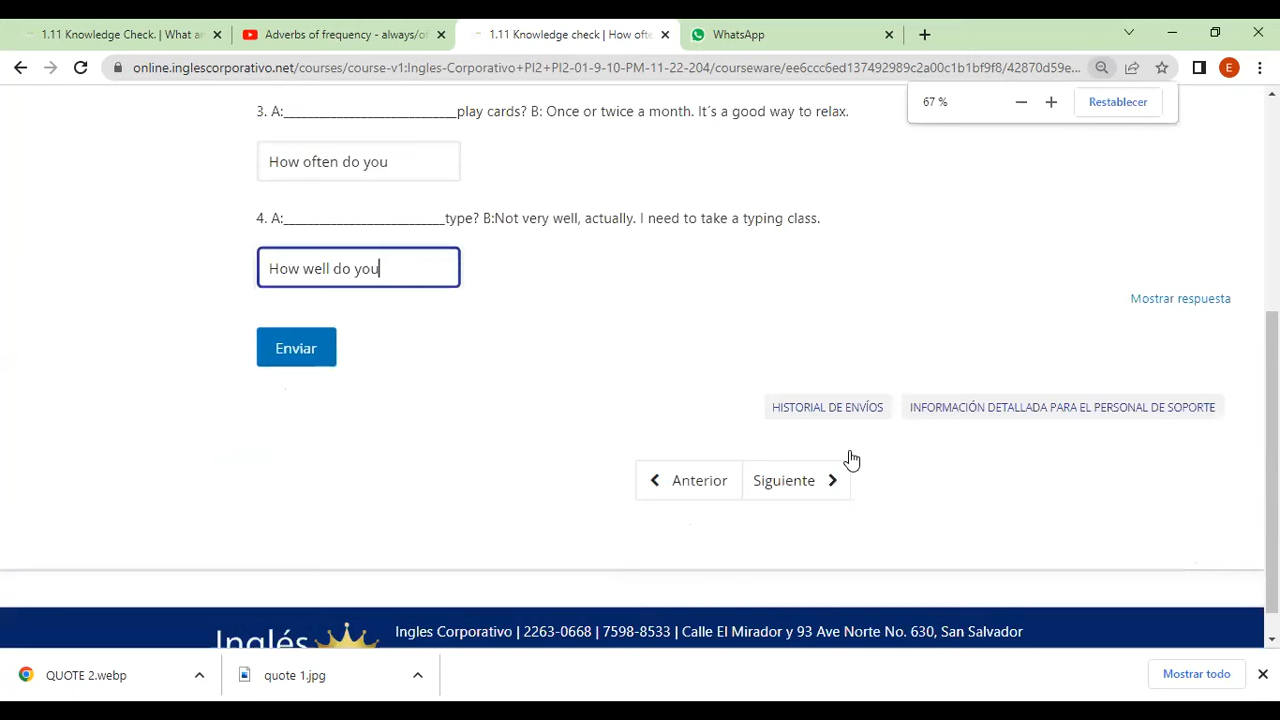 1.11 Knowledge Check. | What ar
Adverbs of frequency - always/of
1.11 Knowledge check | How ofte
WhatsApp
online.inglescorporativo.net/courses/course-v1:Ingles-Corporativo+PI2+PI2-01-9-10-PM-11-22-204/courseware/ee6ccc6ed137492989c2a00c1b1bf9f8/42870d59e...
E
67 %
Restablecer
3. A:___________________________play cards? B: Once or twice a month. It´s a good way to relax.
How often do you
4. A:_________________________type? B:Not very well, actually. I need to take a typing class.
How well do you
Mostrar respuesta
Enviar
HISTORIAL DE ENVÍOS
INFORMACIÓN DETALLADA PARA EL PERSONAL DE SOPORTE
Anterior
Siguiente
Inglés
Ingles Corporativo | 2263-0668 | 7598-8533 | Calle El Mirador y 93 Ave Norte No. 630, San Salvador
QUOTE 2.webp
quote 1.jpg
Mostrar todo